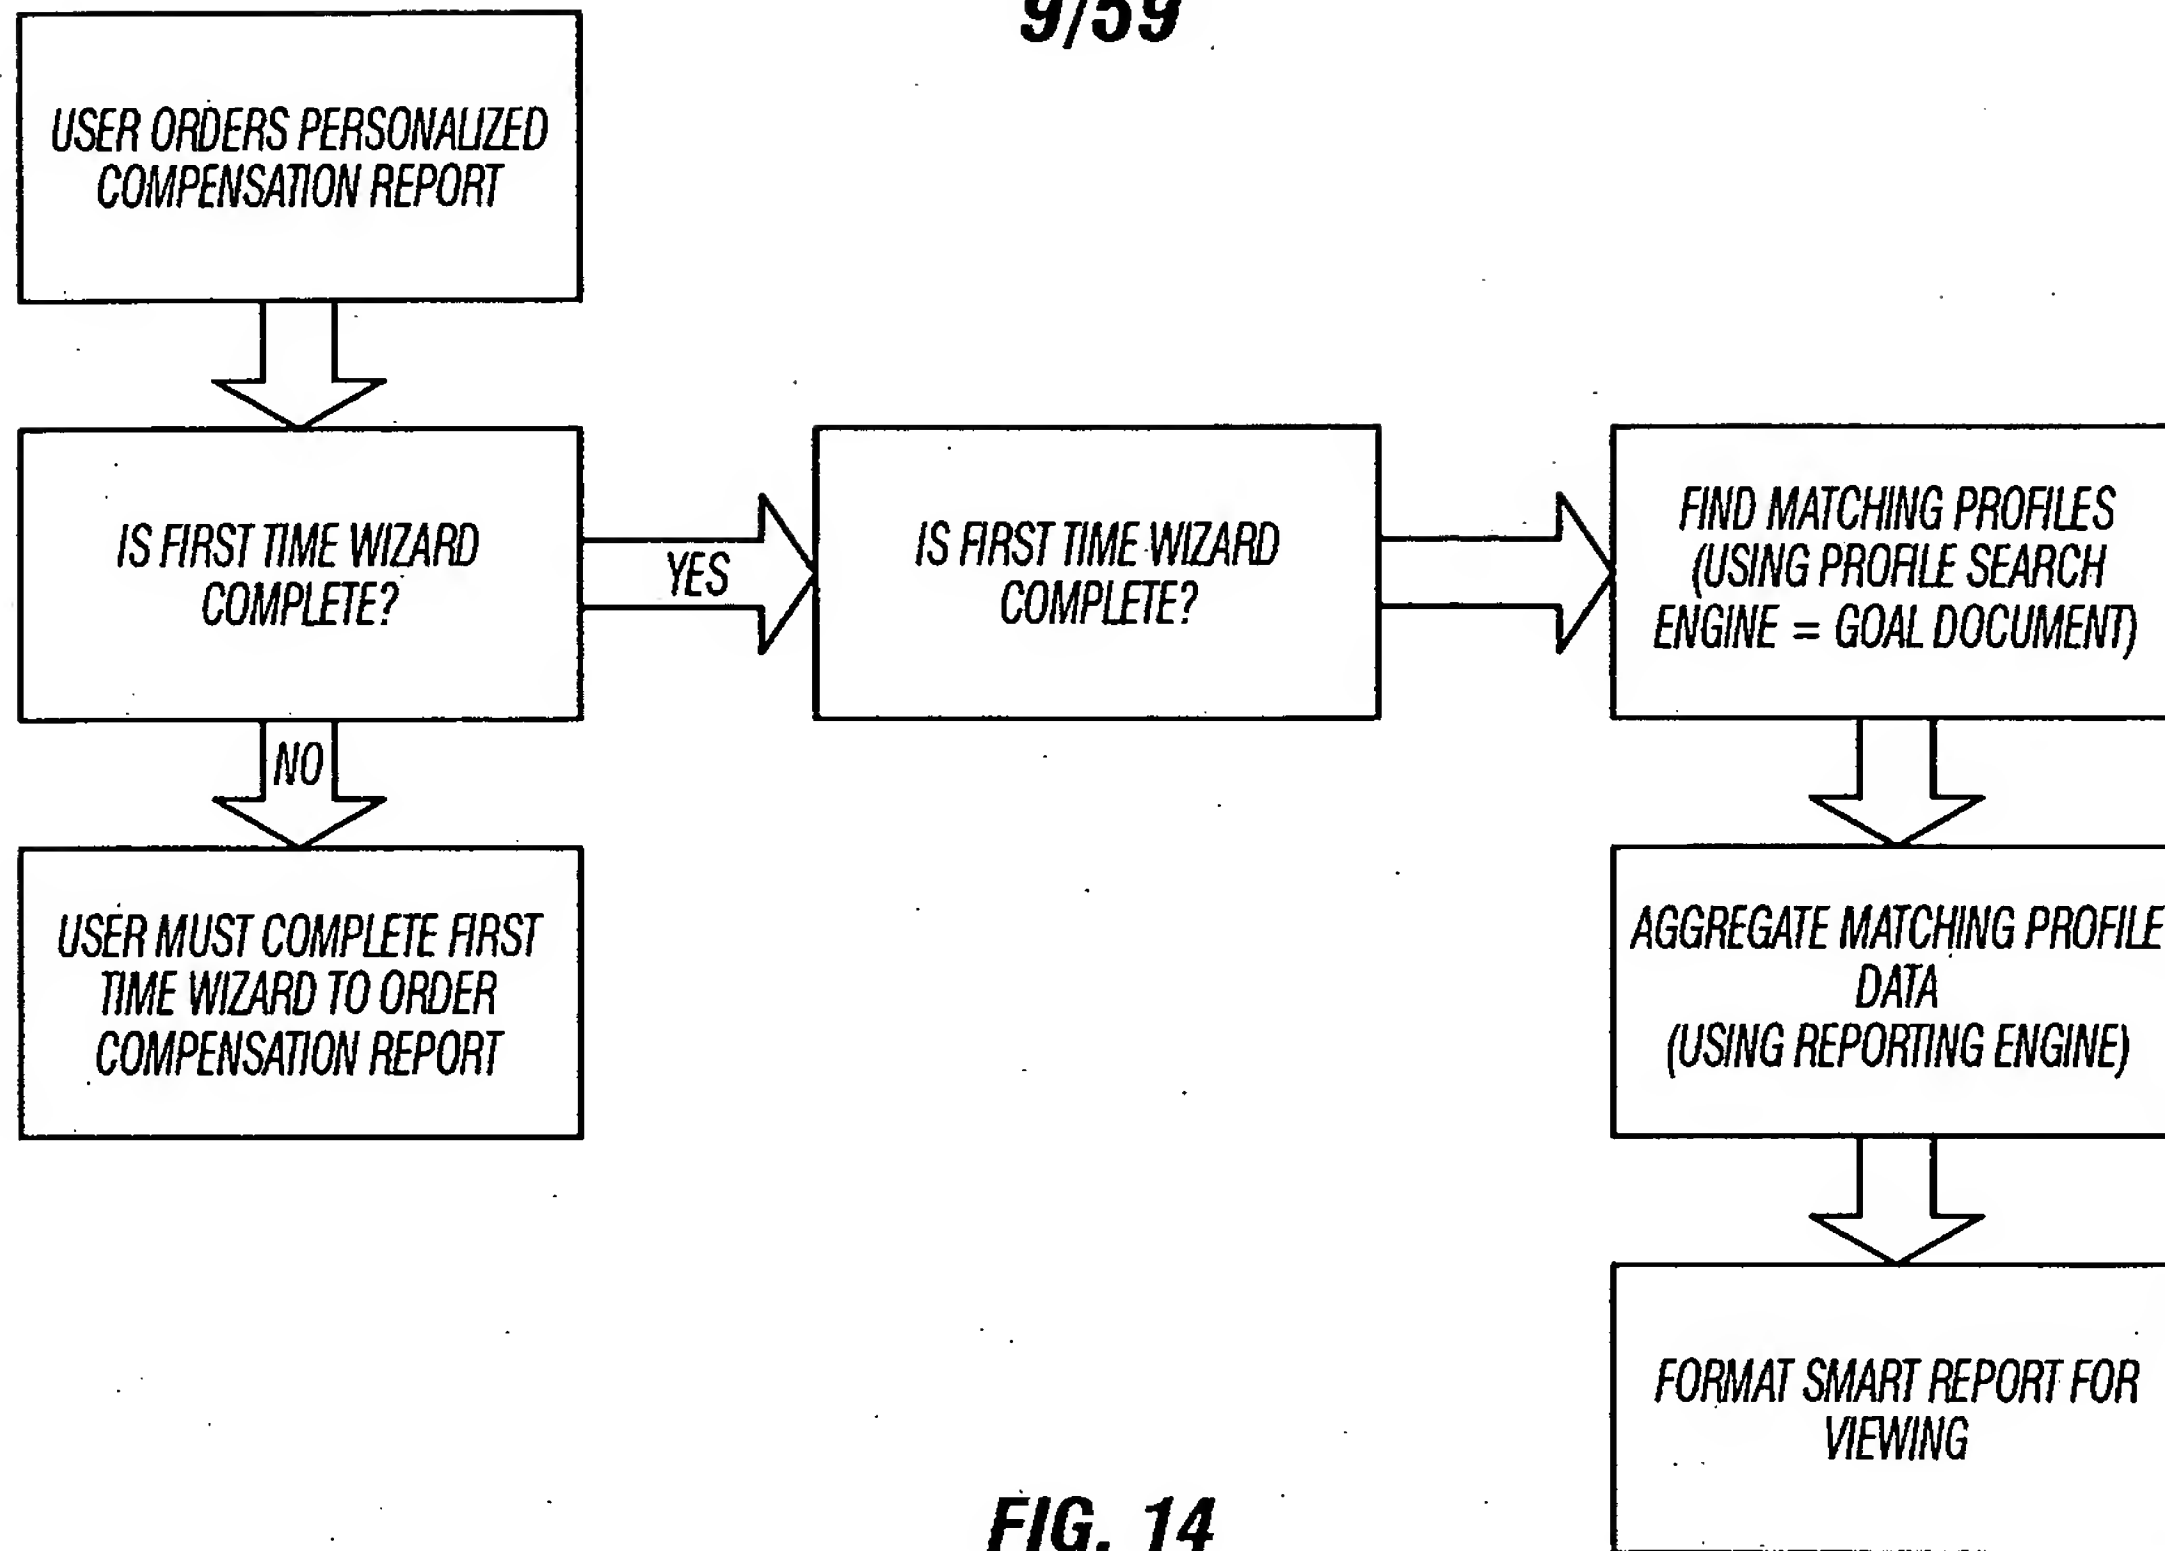 9/59
USER ORDERS PERSONALIZED
COMPENSATION REPORT
IS FIRST TIME WIZARD
COMPLETE?
YES
IS FIRST TIME WIZARD
COMPLETE?
FIND MATCHING PROFILES
(USING PROFILE SEARCH
ENGINE = GOAL DOCUMENT)
NO
USER MUST COMPLETE FIRST
TIME WIZARD TO ORDER
COMPENSATION REPORT
AGGREGATE MATCHING PROFILE
DATA
(USING REPORTING ENGINE)
FORMAT SMART REPORT FOR
VIEWING
FIG. 14